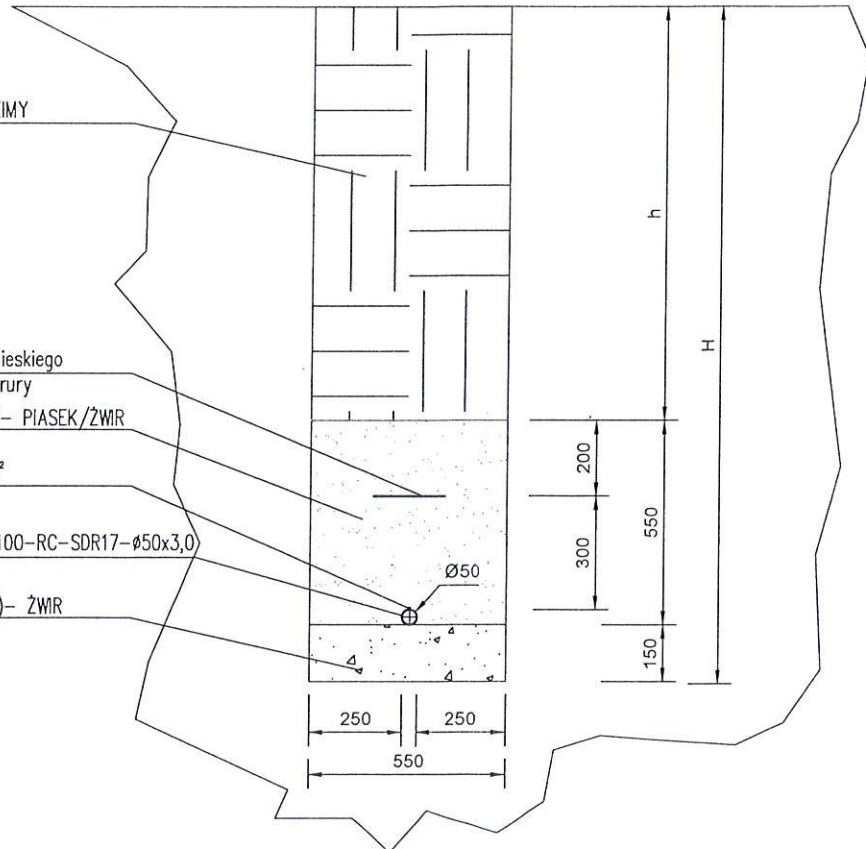 IMY
ieskiego
rury
- PIASEK/ŻWIR
2
100-RC-SDR17-ø50x3,0
)- ŻWIR
Ø50
h
H
200
300
550
150
250
250
550